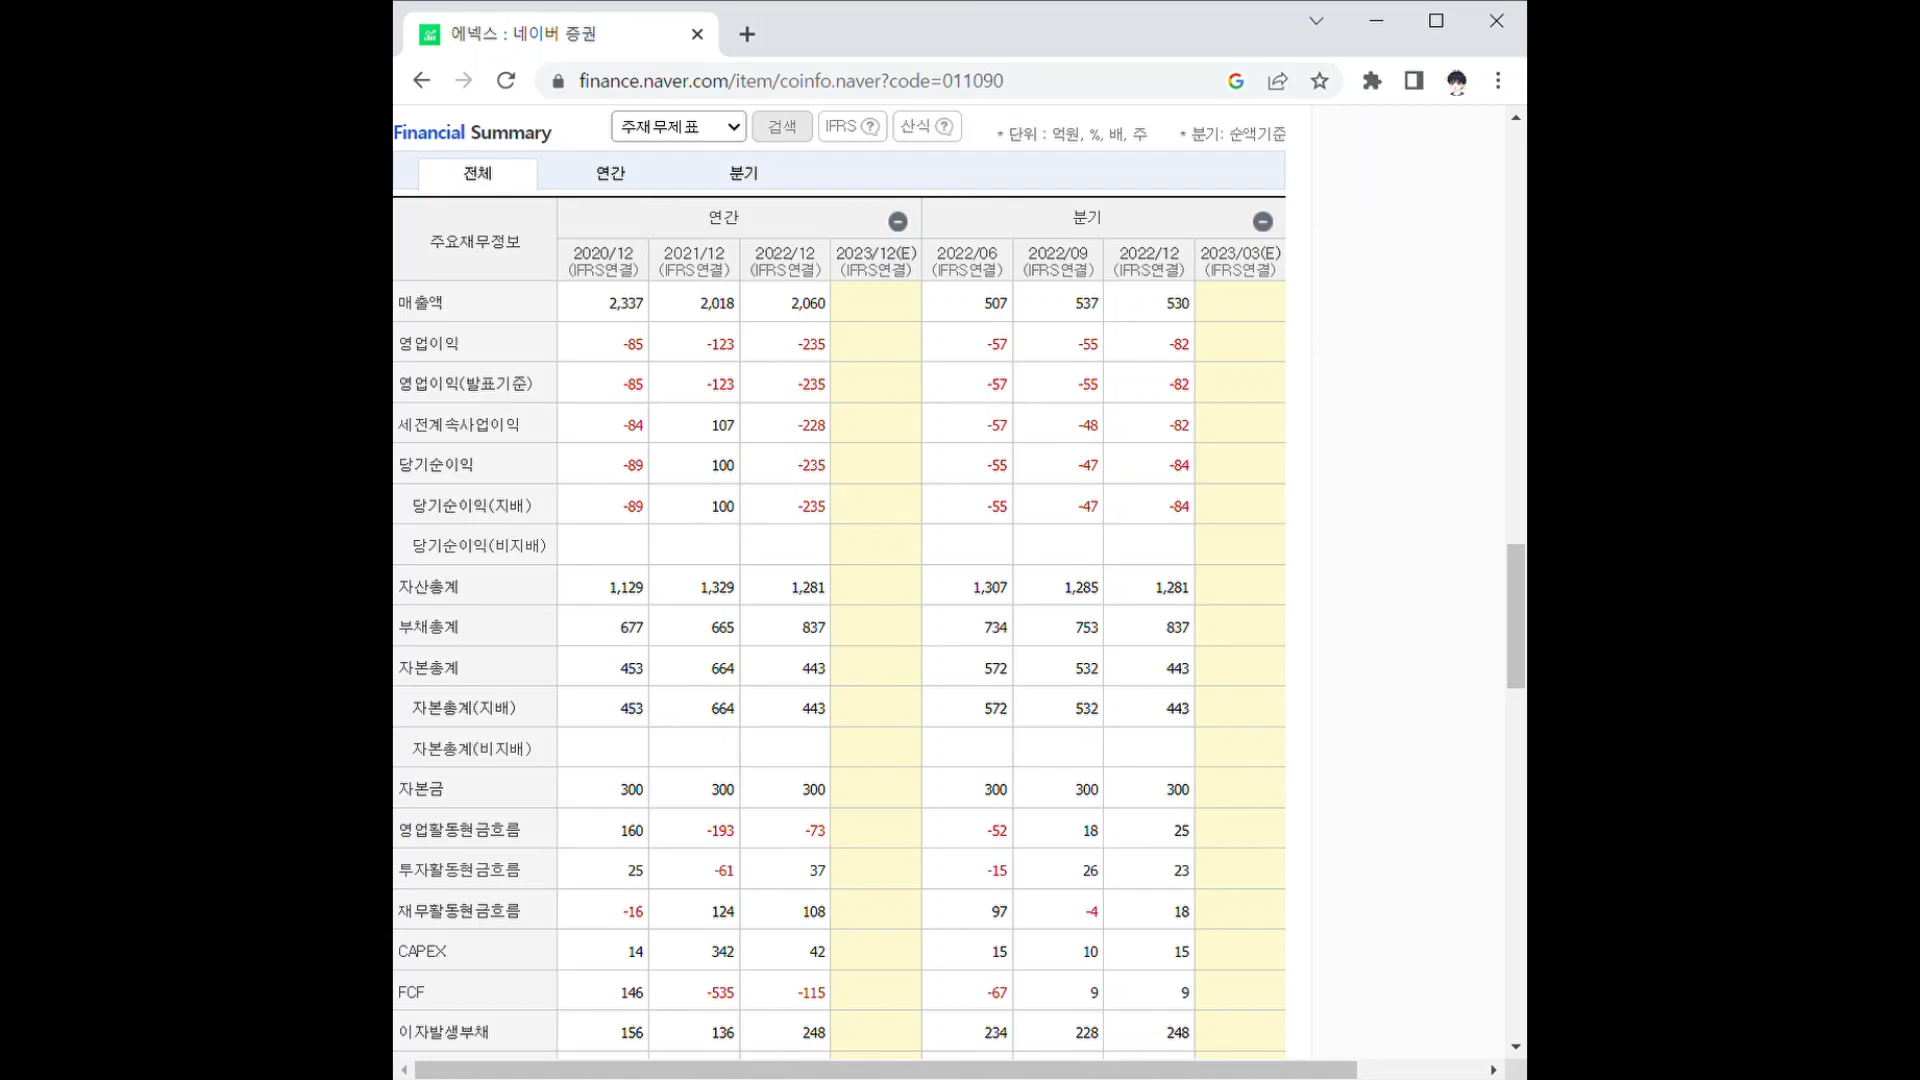 에넥스 : 네이버 증권
finance.naver.com/item/coinfo.naver?code=011090
Financial Summary 주재무제표 검색 IFRS ? 산식 ? * 단위 : 억원, %, 배, 주 * 분기: 순액기준
전체 연간 분기
주요재무정보 연간 분기
2020/12 2021/12 2022/12 2023/12(E) 2022/06 2022/09 2022/12 2023/03(E)
(IFRS연결) (IFRS연결) (IFRS연결) (IFRS연결) (IFRS연결) (IFRS연결) (IFRS연결) (IFRS연결)
매출액 2,337 2,018 2,060 507 537 530
영업이익 -85 -123 -235 -57 -55 -82
영업이익(발표기준) -85 -123 -235 -57 -55 -82
세전계속사업이익 -84 107 -228 -57 -48 -82
당기순이익 -89 100 -235 -55 -47 -84
당기순이익(지배) -89 100 -235 -55 -47 -84
당기순이익(비지배)
자산총계 1,129 1,329 1,281 1,307 1,285 1,281
부채총계 677 665 837 734 753 837
자본총계 453 664 443 572 532 443
자본총계(지배) 453 664 443 572 532 443
자본총계(비지배)
자본금 300 300 300 300 300 300
영업활동현금흐름 160 -193 -73 -52 18 25
투자활동현금흐름 25 -61 37 -15 26 23
재무활동현금흐름 -16 124 108 97 -4 18
CAPEX 14 342 42 15 10 15
FCF 146 -535 -115 -67 9 9
이자발생부채 156 136 248 234 228 248